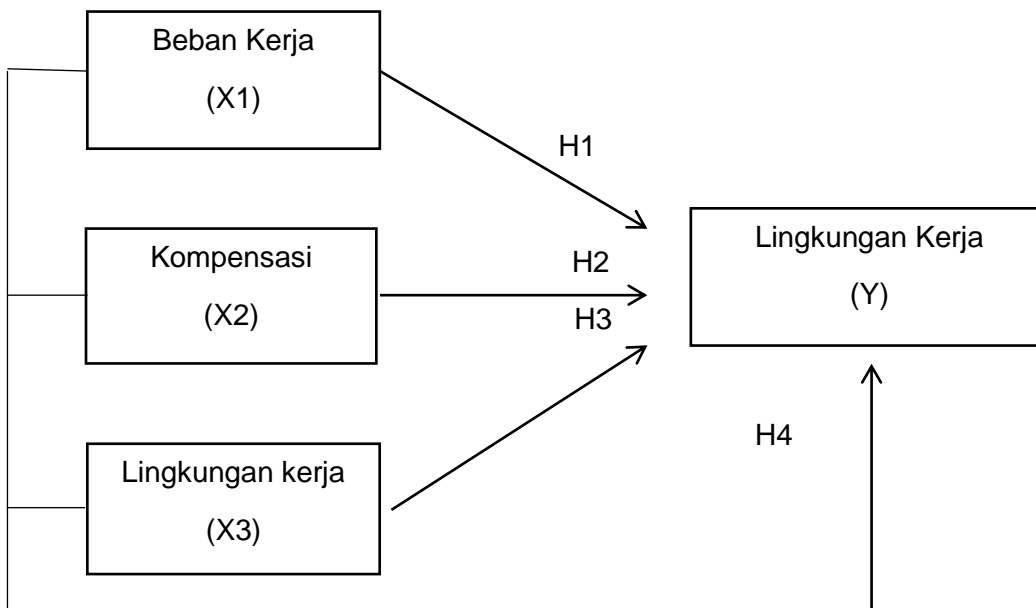 Beban Kerja
(X1)
H1
Lingkungan Kerja
(Y)
Kompensasi
(X2)
H2
H3
H4
Lingkungan kerja
(X3)